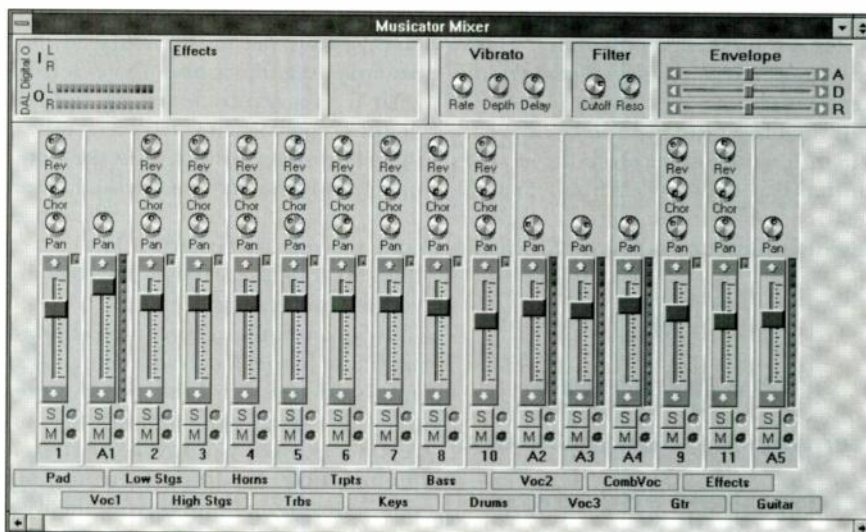 Musicator Mixer
DAL Digital O
I L
R
O L
R
Effects
Vibrato
Rate Depth Delay
Filter
Cutoff Reso
Envelope
A
D
R
Rev Rev Rev Rev Rev Rev Rev Rev Rev Rev Rev
Chor Chor Chor Chor Chor Chor Chor Chor Chor Chor Chor
Pan Pan Pan Pan Pan Pan Pan Pan Pan Pan Pan Pan Pan Pan Pan
S S S S S S S S S S S S S S S S
M M M M M M M M M M M M M M M M
1 A1 2 3 4 5 6 7 8 10 A2 A3 A4 9 11 A5
Pad Low Stgs Horns Trpts Bass Voc2 CombVoc Effects
Voc1 High Stgs Trbs Keys Drums Voc3 Gtr Guitar